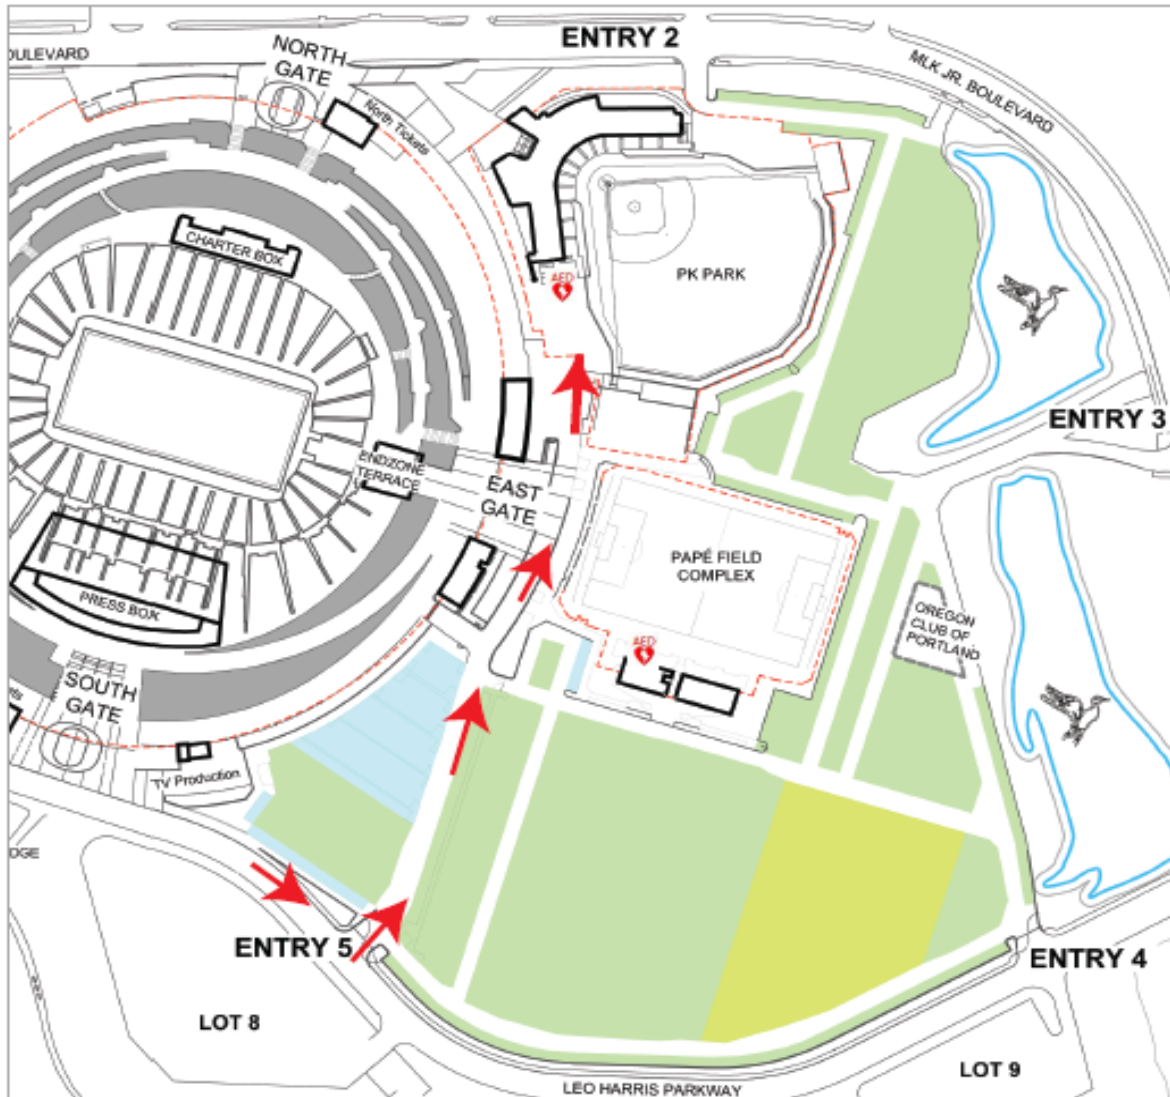 ENTRY 2
OULEVARD
NORTH
GATE
MLK JR. BOULEVARD
North Tickets
CHARTER BOX
AED
PK PARK
ENTRY 3
ENDZONE
TERRACE
EAST
GATE
PAPÉ FIELD
COMPLEX
PRESS BOX
OREGON
CLUB OF
PORTLAND
AED
SOUTH
GATE
TV Production
DGE
ENTRY 5
ENTRY 4
LOT 8
LOT 9
LEO HARRIS PARKWAY